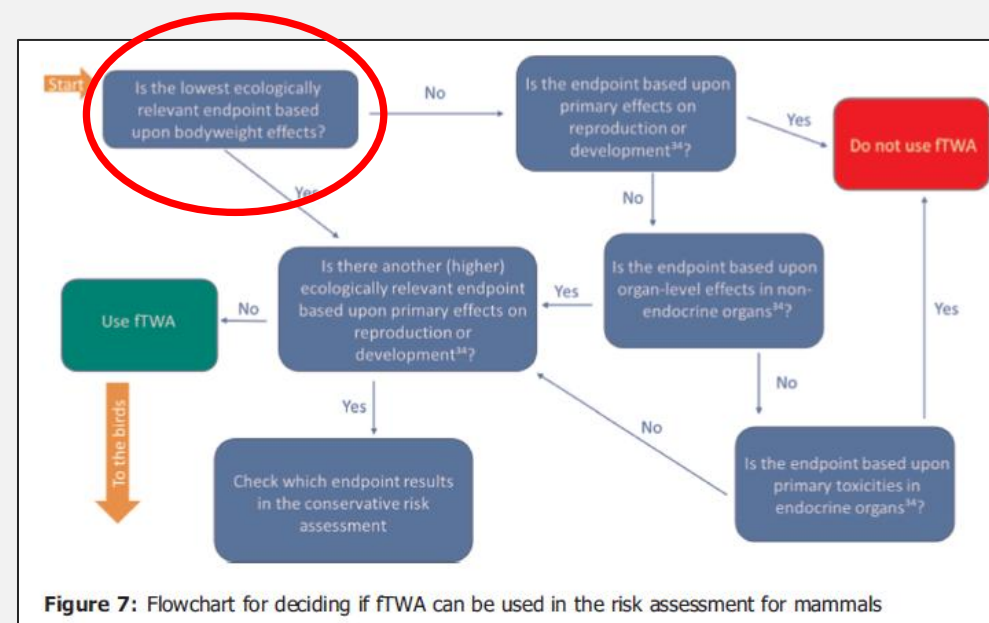 Start
Is the lowest ecologically
relevant endpoint based
upon bodyweight effects?
No
Is the endpoint based upon
primary effects on
reproduction or
development³⁴?
Yes
Do not use fTWA
Yes
No
Is there another (higher)
ecologically relevant endpoint
based upon primary effects on
reproduction or
development³⁴?
Yes
Is the endpoint based upon
organ-level effects in non-
endocrine organs³⁴?
Yes
Use fTWA
No
No
To the birds
Yes
No
Check which endpoint results
in the conservative risk
assessment
Is the endpoint based upon
primary toxicities in
endocrine organs³⁴?
Figure 7: Flowchart for deciding if fTWA can be used in the risk assessment for mammals